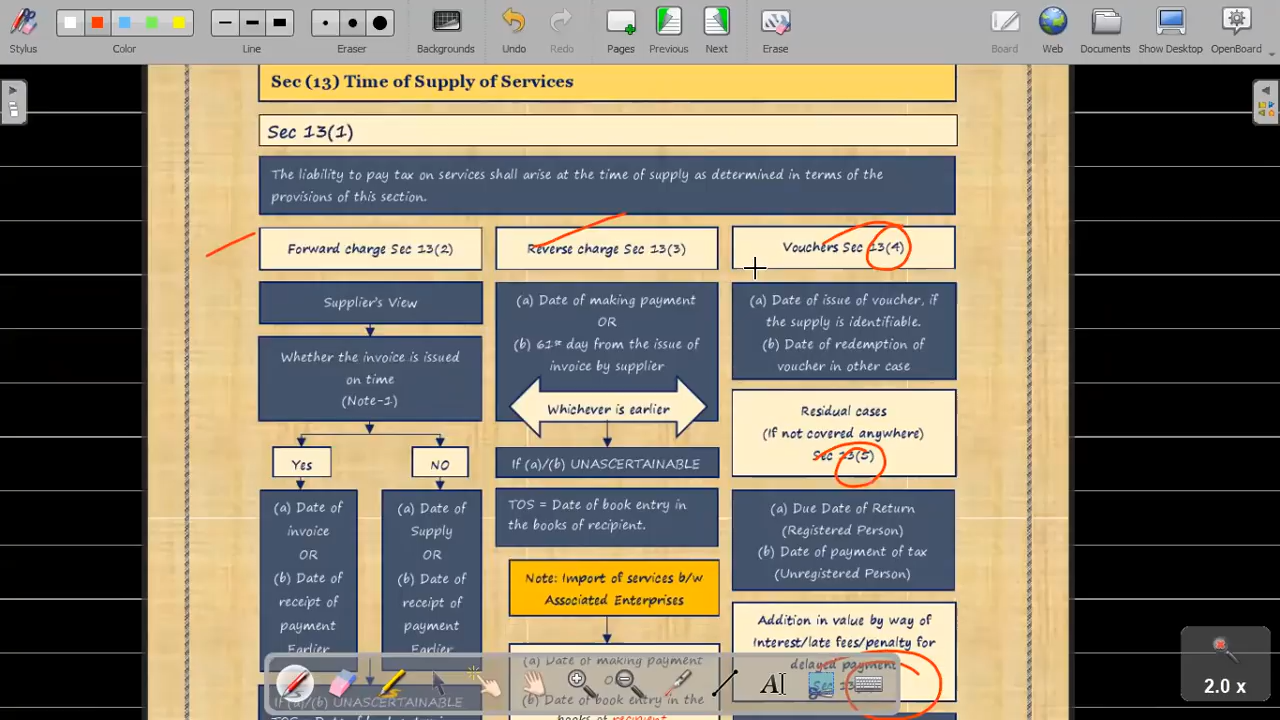 Stylus
Color
Line
Eraser
Backgrounds
Undo
Redo
Pages
Previous
Next
Erase
Board
Web
Documents
Show Desktop
OpenBoard
Sec (13) Time of Supply of Services
Sec 13(1)
The liability to pay tax on services shall arise at the time of supply as determined in terms of the
provisions of this section.
Forward charge Sec 13(2)
Supplier's View
Whether the invoice is issued
on time
(Note-1)
Yes
NO
(a) Date of
invoice
OR
(b) Date of
receipt of
payment
Earlier
(a) Date of
Supply
OR
(b) Date of
receipt of
payment
Earlier
If (a)/(b) UNASCERTAINABLE
Reverse charge Sec 13(3)
(a) Date of making payment
OR
(b) 61st day from the issue of
invoice by supplier
Whichever is earlier
If (a)/(b) UNASCERTAINABLE
TOS = Date of book entry in
the books of recipient.
Note: Import of services b/w
Associated Enterprises
(a) Date of making payment
OR
(b) Date of book entry in the
books of recipient
Vouchers Sec 13(4)
(a) Date of issue of voucher, if
the supply is identifiable.
(b) Date of redemption of
voucher in other case
Residual cases
(If not covered anywhere)
Sec 13(5)
(a) Due Date of Return
(Registered Person)
(b) Date of payment of tax
(Unregistered Person)
Addition in value by way of
interest/late fees/penalty for
delayed payment
2.0 x